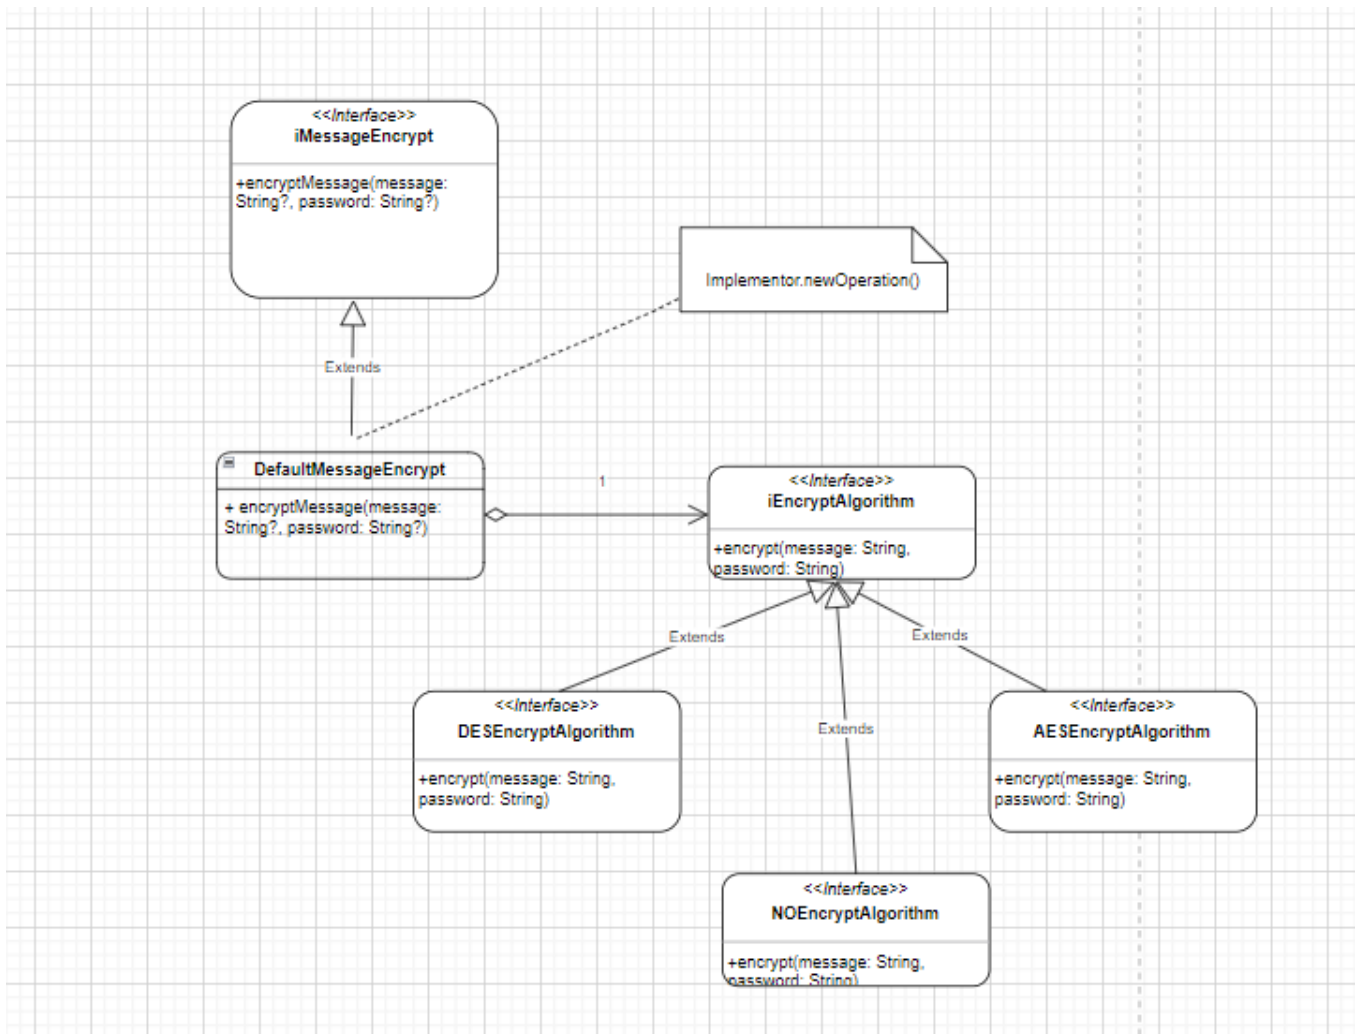 <<Interface>>
iMessageEncrypt
+encryptMessage(message:
String?, password: String?)
Implementor.newOperation()
Extends
DefaultMessageEncrypt
+ encryptMessage(message:
String?, password: String?)
1
<<Interface>>
iEncryptAlgorithm
+encrypt(message: String,
password: String)
Extends
Extends
Extends
<<Interface>>
DESEncryptAlgorithm
+encrypt(message: String,
password: String)
<<Interface>>
AESEncryptAlgorithm
+encrypt(message: String,
password: String)
<<Interface>>
NOEncryptAlgorithm
+encrypt(message: String,
password: String)